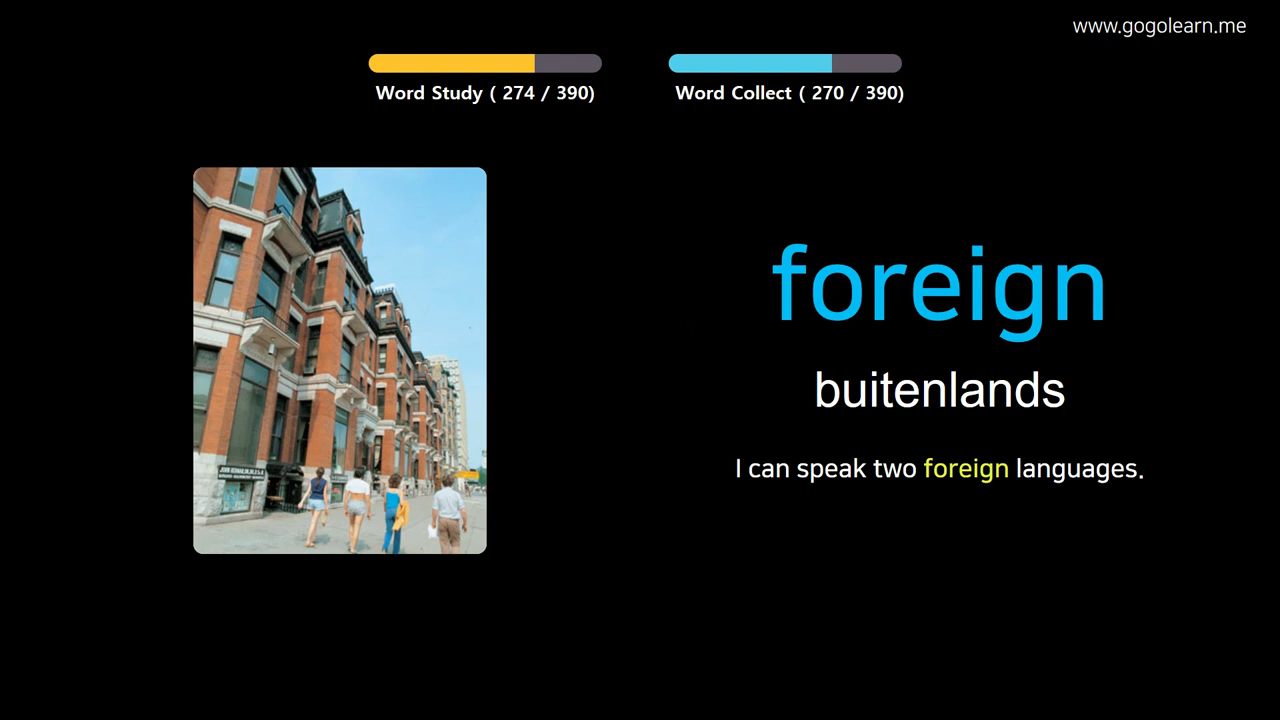 www.gogolearn.me
Word Study ( 274 / 390)
Word Collect ( 270 / 390)
foreign
buitenlands
I can speak two foreign languages.